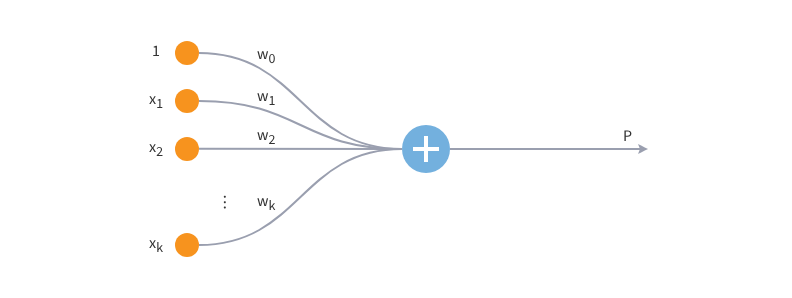 1
w₀
x₁
w₁
x₂
w₂
P
⋮
wₖ
xₖ